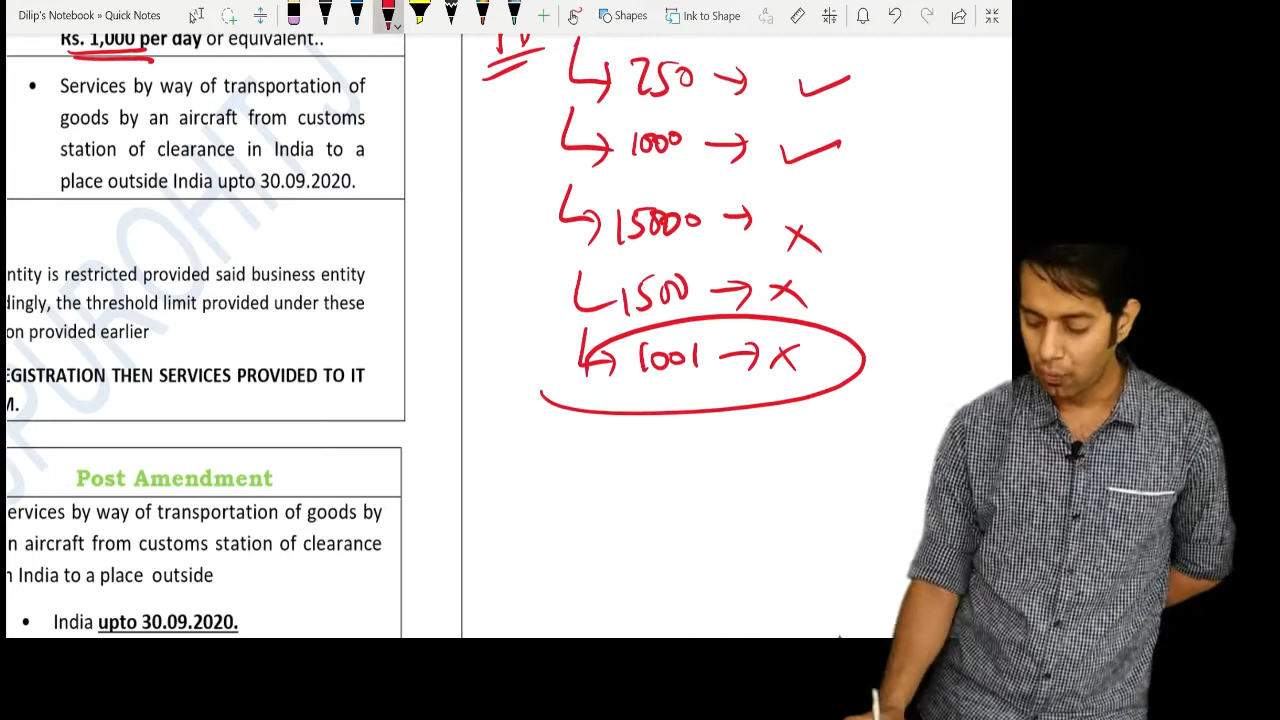 Dilip's Notebook » Quick Notes
Shapes
Ink to Shape
Rs. 1,000 per day or equivalent..
• Services by way of transportation of
goods by an aircraft from customs
station of clearance in India to a
place outside India upto 30.09.2020.
ntity is restricted provided said business entity
dingly, the threshold limit provided under these
on provided earlier
EGISTRATION THEN SERVICES PROVIDED TO IT
M.
Post Amendment
ervices by way of transportation of goods by
n aircraft from customs station of clearance
n India to a place outside
• India upto 30.09.2020.
250 → ✓
1000 → ✓
15000 → x
1500 → x
1001 → x
PUROHIT J